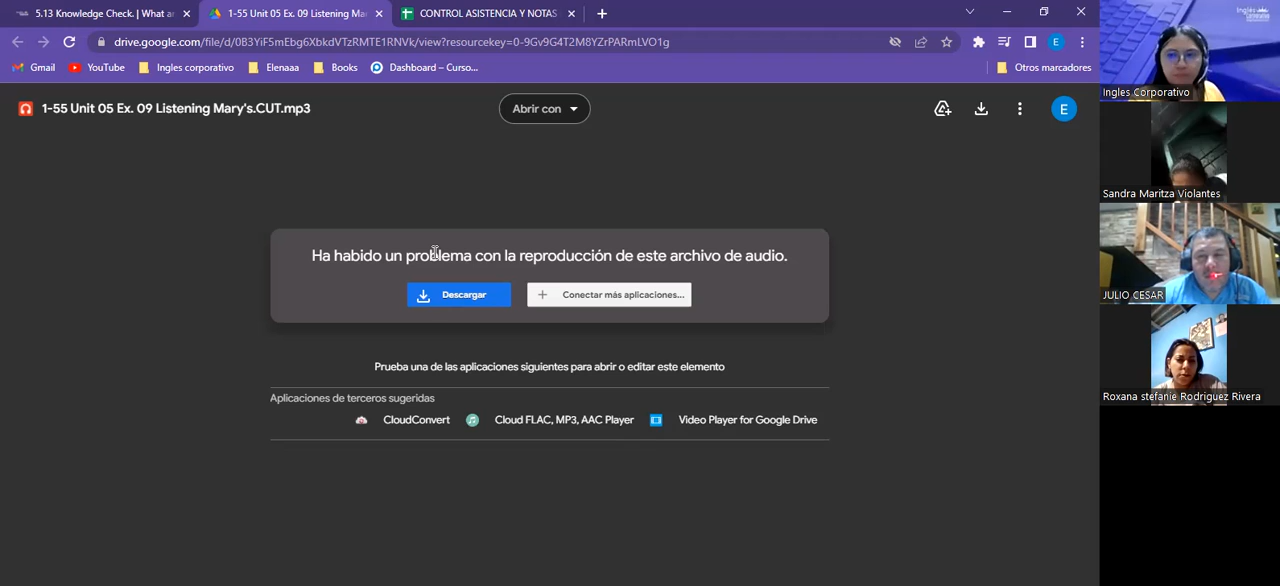 5.13 Knowledge Check. | What a
1-55 Unit 05 Ex. 09 Listening Ma
CONTROL ASISTENCIA Y NOTAS
drive.google.com/file/d/0B3YiF5mEbg6XbkdVTzRMTE1RNVk/view?resourcekey=0-9Gv9G4T2M8YZrPARmLVO1g
E
Gmail
YouTube
Ingles corporativo
Elenaaa
Books
Dashboard – Curso...
Otros marcadores
1-55 Unit 05 Ex. 09 Listening Mary's.CUT.mp3
Abrir con
E
Ha habido un problema con la reproducción de este archivo de audio.
Descargar
Conectar más aplicaciones...
Prueba una de las aplicaciones siguientes para abrir o editar este elemento
Aplicaciones de terceros sugeridas
CloudConvert
Cloud FLAC, MP3, AAC Player
Video Player for Google Drive
Inglés
Corporativo
Ingles Corporativo
Sandra Maritza Violantes
JULIO CESAR
Roxana stefanie Rodriguez Rivera